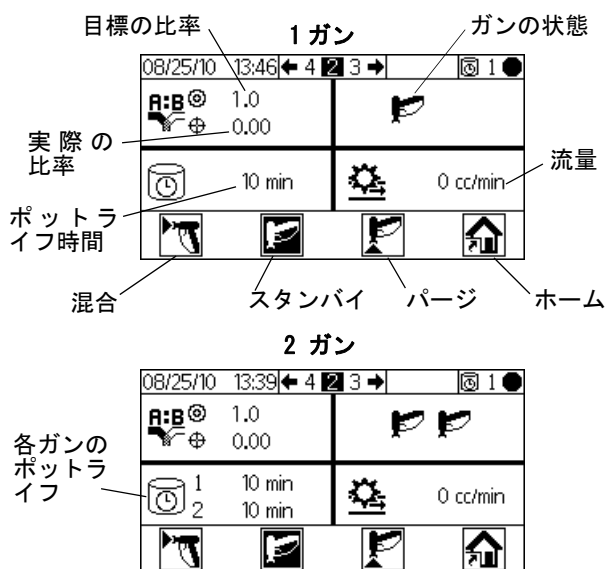 目標の比率
1 ガン
ガンの状態
08/25/10 13:46 4 2 3 1
A:B 1.0
0.00
実際の
比率
10 min
0 cc/min
流量
ポットラ
イフ時間
混合
スタンバイ
パージ
ホーム
2 ガン
08/25/10 13:39 4 2 3 1
A:B 1.0
0.00
各ガンの
ポットラ
イフ
1 10 min
2 10 min
0 cc/min